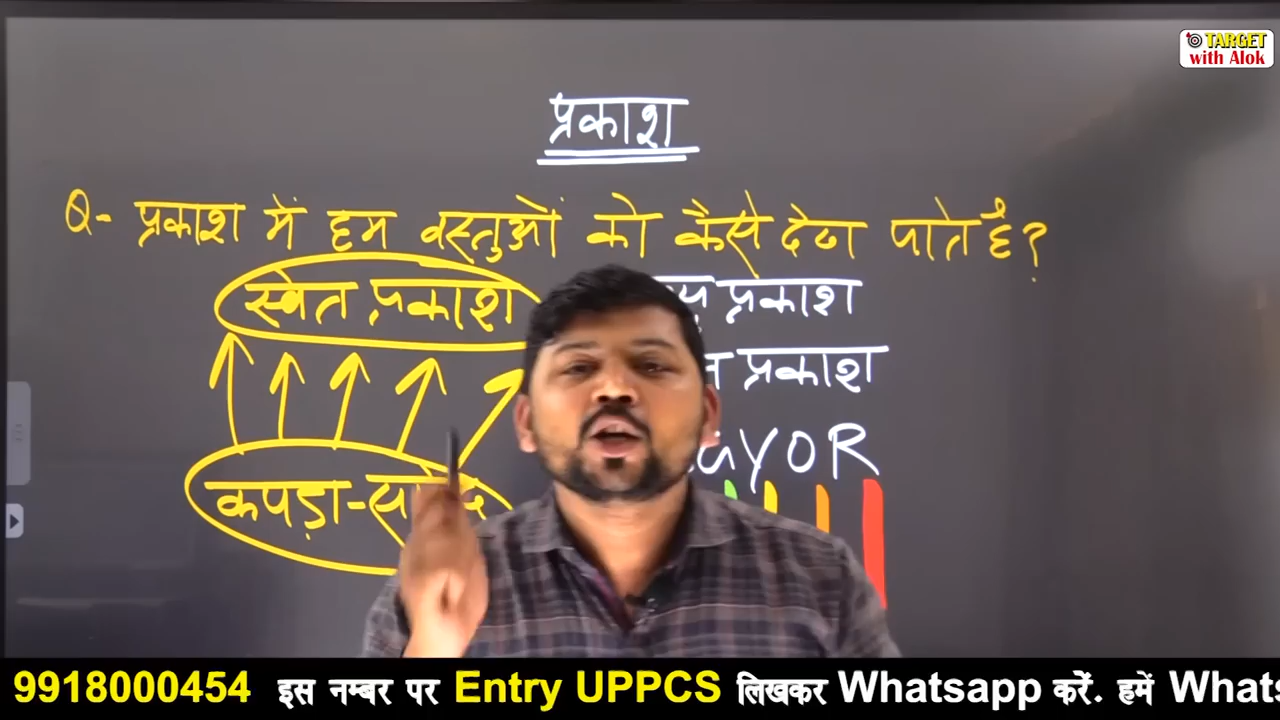 TARGET
with Alok
प्रकाश
Q- प्रकाश में हम वस्तुओं को कैसे देख पाते है?
स्वेत प्रकाश
प्रकाश
प्रकाश
GYOR
कपड़ा-
9918000454 इस नम्बर पर Entry UPPCS लिखकर Whatsapp करें. हमें Whats